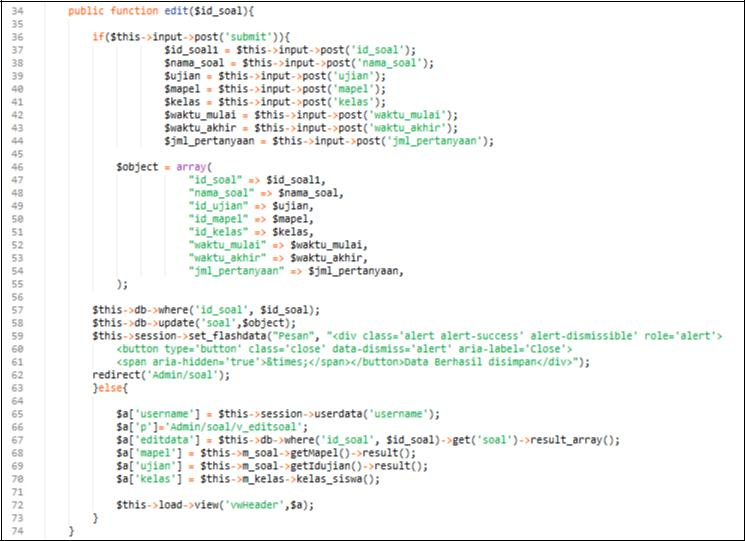 34 public function edit($id_soal){
35
36 if($this->input->post('submit')){
37 $id_soal1 = $this->input->post('id_soal');
38 $nama_soal = $this->input->post('nama_soal');
39 $ujian = $this->input->post('ujian');
40 $mapel = $this->input->post('mapel');
41 $kelas = $this->input->post('kelas');
42 $waktu_mulai = $this->input->post('waktu_mulai');
43 $waktu_akhir = $this->input->post('waktu_akhir');
44 $jml_pertanyaan = $this->input->post('jml_pertanyaan');
45
46 $object = array(
47 "id_soal" => $id_soal1,
48 "nama_soal" => $nama_soal,
49 "id_ujian" => $ujian,
50 "id_mapel" => $mapel,
51 "id_kelas" => $kelas,
52 "waktu_mulai" => $waktu_mulai,
53 "waktu_akhir" => $waktu_akhir,
54 "jml_pertanyaan" => $jml_pertanyaan,
55 );
56
57 $this->db->where('id_soal', $id_soal);
58 $this->db->update('soal',$object);
59 $this->session->set_flashdata("Pesan", "<div class='alert alert-success' alert-dismissible' role='alert'>
60 <button type='button' class='close' data-dismiss='alert' aria-label='Close'>
61 <span aria-hidden='true'>&times;</span></button>Data Berhasil disimpan</div>");
62 redirect('Admin/soal');
63 }else{
64
65 $a['username'] = $this->session->userdata('username');
66 $a['p']='Admin/soal/v_editsoal';
67 $a['editdata'] = $this->db->where('id_soal', $id_soal)->get('soal')->result_array();
68 $a['mapel'] = $this->m_soal->getMapel()->result();
69 $a['ujian'] = $this->m_soal->getIdujian()->result();
70 $a['kelas'] = $this->m_kelas->kelas_siswa();
71
72 $this->load->view('vwHeader',$a);
73 }
74 }